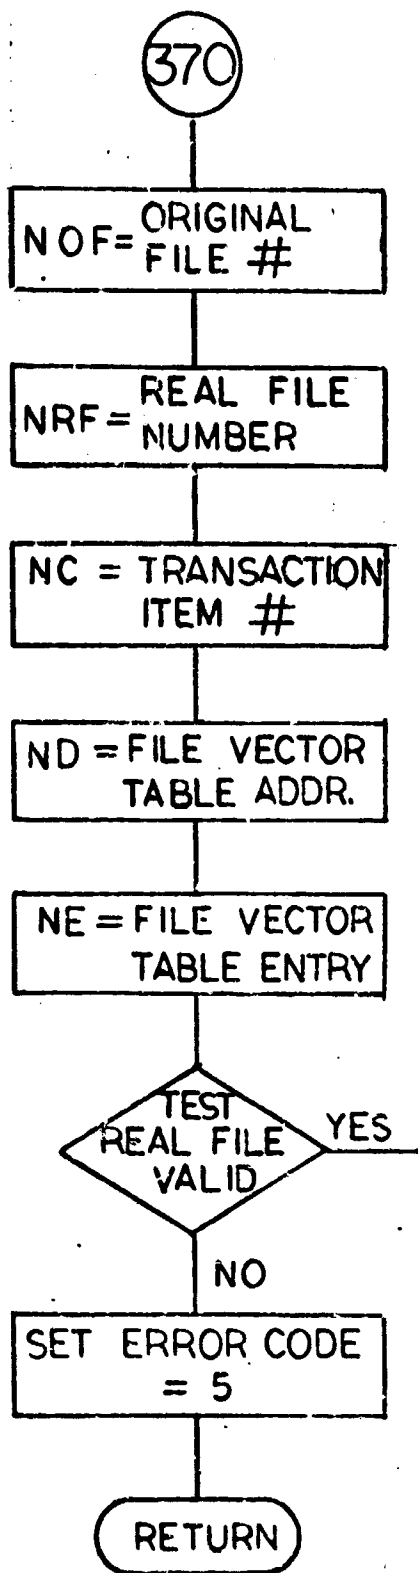 370
NOF = ORIGINAL
FILE #
NRF = REAL FILE
NUMBER
NC = TRANSACTION
ITEM #
ND = FILE VECTOR
TABLE ADDR.
NE = FILE VECTOR
TABLE ENTRY
TEST
REAL FILE
VALID
YES
NO
SET ERROR CODE
= 5
RETURN